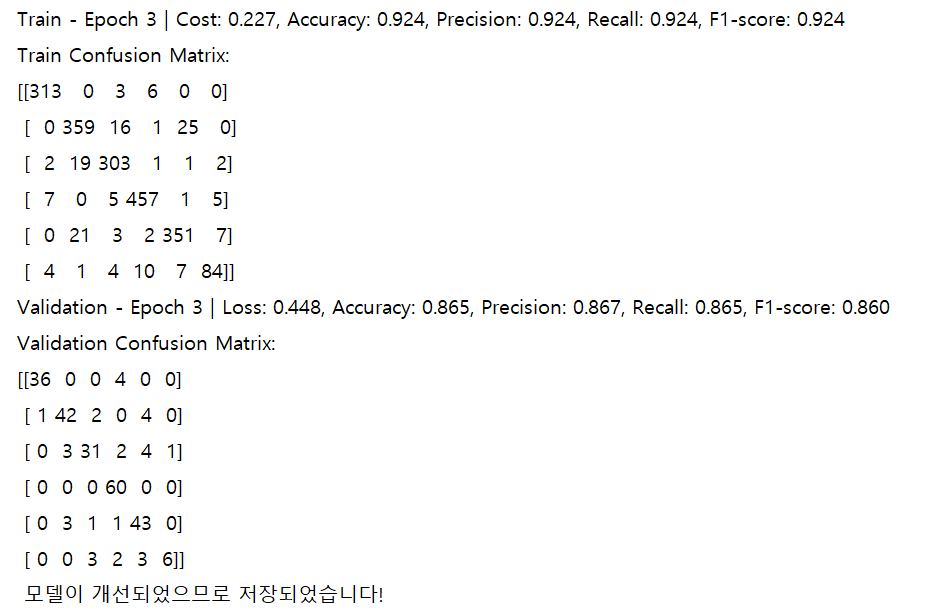 Train - Epoch 3 | Cost: 0.227, Accuracy: 0.924, Precision: 0.924, Recall: 0.924, F1-score: 0.924
Train Confusion Matrix:
[[313 0 3 6 0 0]
[ 0 359 16 1 25 0]
[ 2 19 303 1 1 2]
[ 7 0 5 457 1 5]
[ 0 21 3 2 351 7]
[ 4 1 4 10 7 84]]
Validation - Epoch 3 | Loss: 0.448, Accuracy: 0.865, Precision: 0.867, Recall: 0.865, F1-score: 0.860
Validation Confusion Matrix:
[[36 0 0 4 0 0]
[ 1 42 2 0 4 0]
[ 0 3 31 2 4 1]
[ 0 0 0 60 0 0]
[ 0 3 1 1 43 0]
[ 0 0 3 2 3 6]]
모델이 개선되었으므로 저장되었습니다!